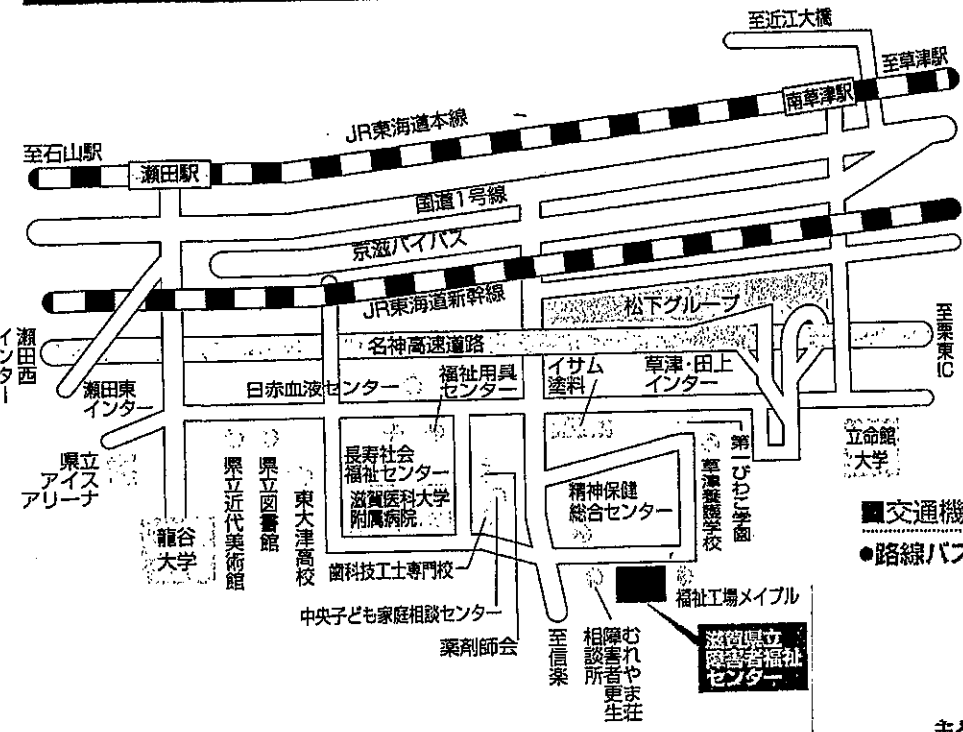 至近江大橋
至草津駅
南草津駅
JR東海道本線
至石山駅
瀬田駅
国道1号線
京滋バイパス
JR東海道新幹線
松下グループ
至栗東IC
瀬田西
インター
名神高速道路
瀬田東
インター
日赤血液センター
福祉用具
センター
イサム
塗料
草津・田上
インター
県立
アイス
アリーナ
龍谷
大学
県立近代美術館
県立図書館
東大津高校
長寿社会
福祉センター
滋賀医科大学
附属病院
精神保健
総合センター
草津養護学校
第一びわこ学園
立命館
大学
歯科技工士専門校
中央子ども家庭相談センター
薬剤師会
至信楽
むれやま荘
障害者更生
相談所
福祉工場メイプル
滋賀県立
障害者福祉
センター
■交通機
●路線バス